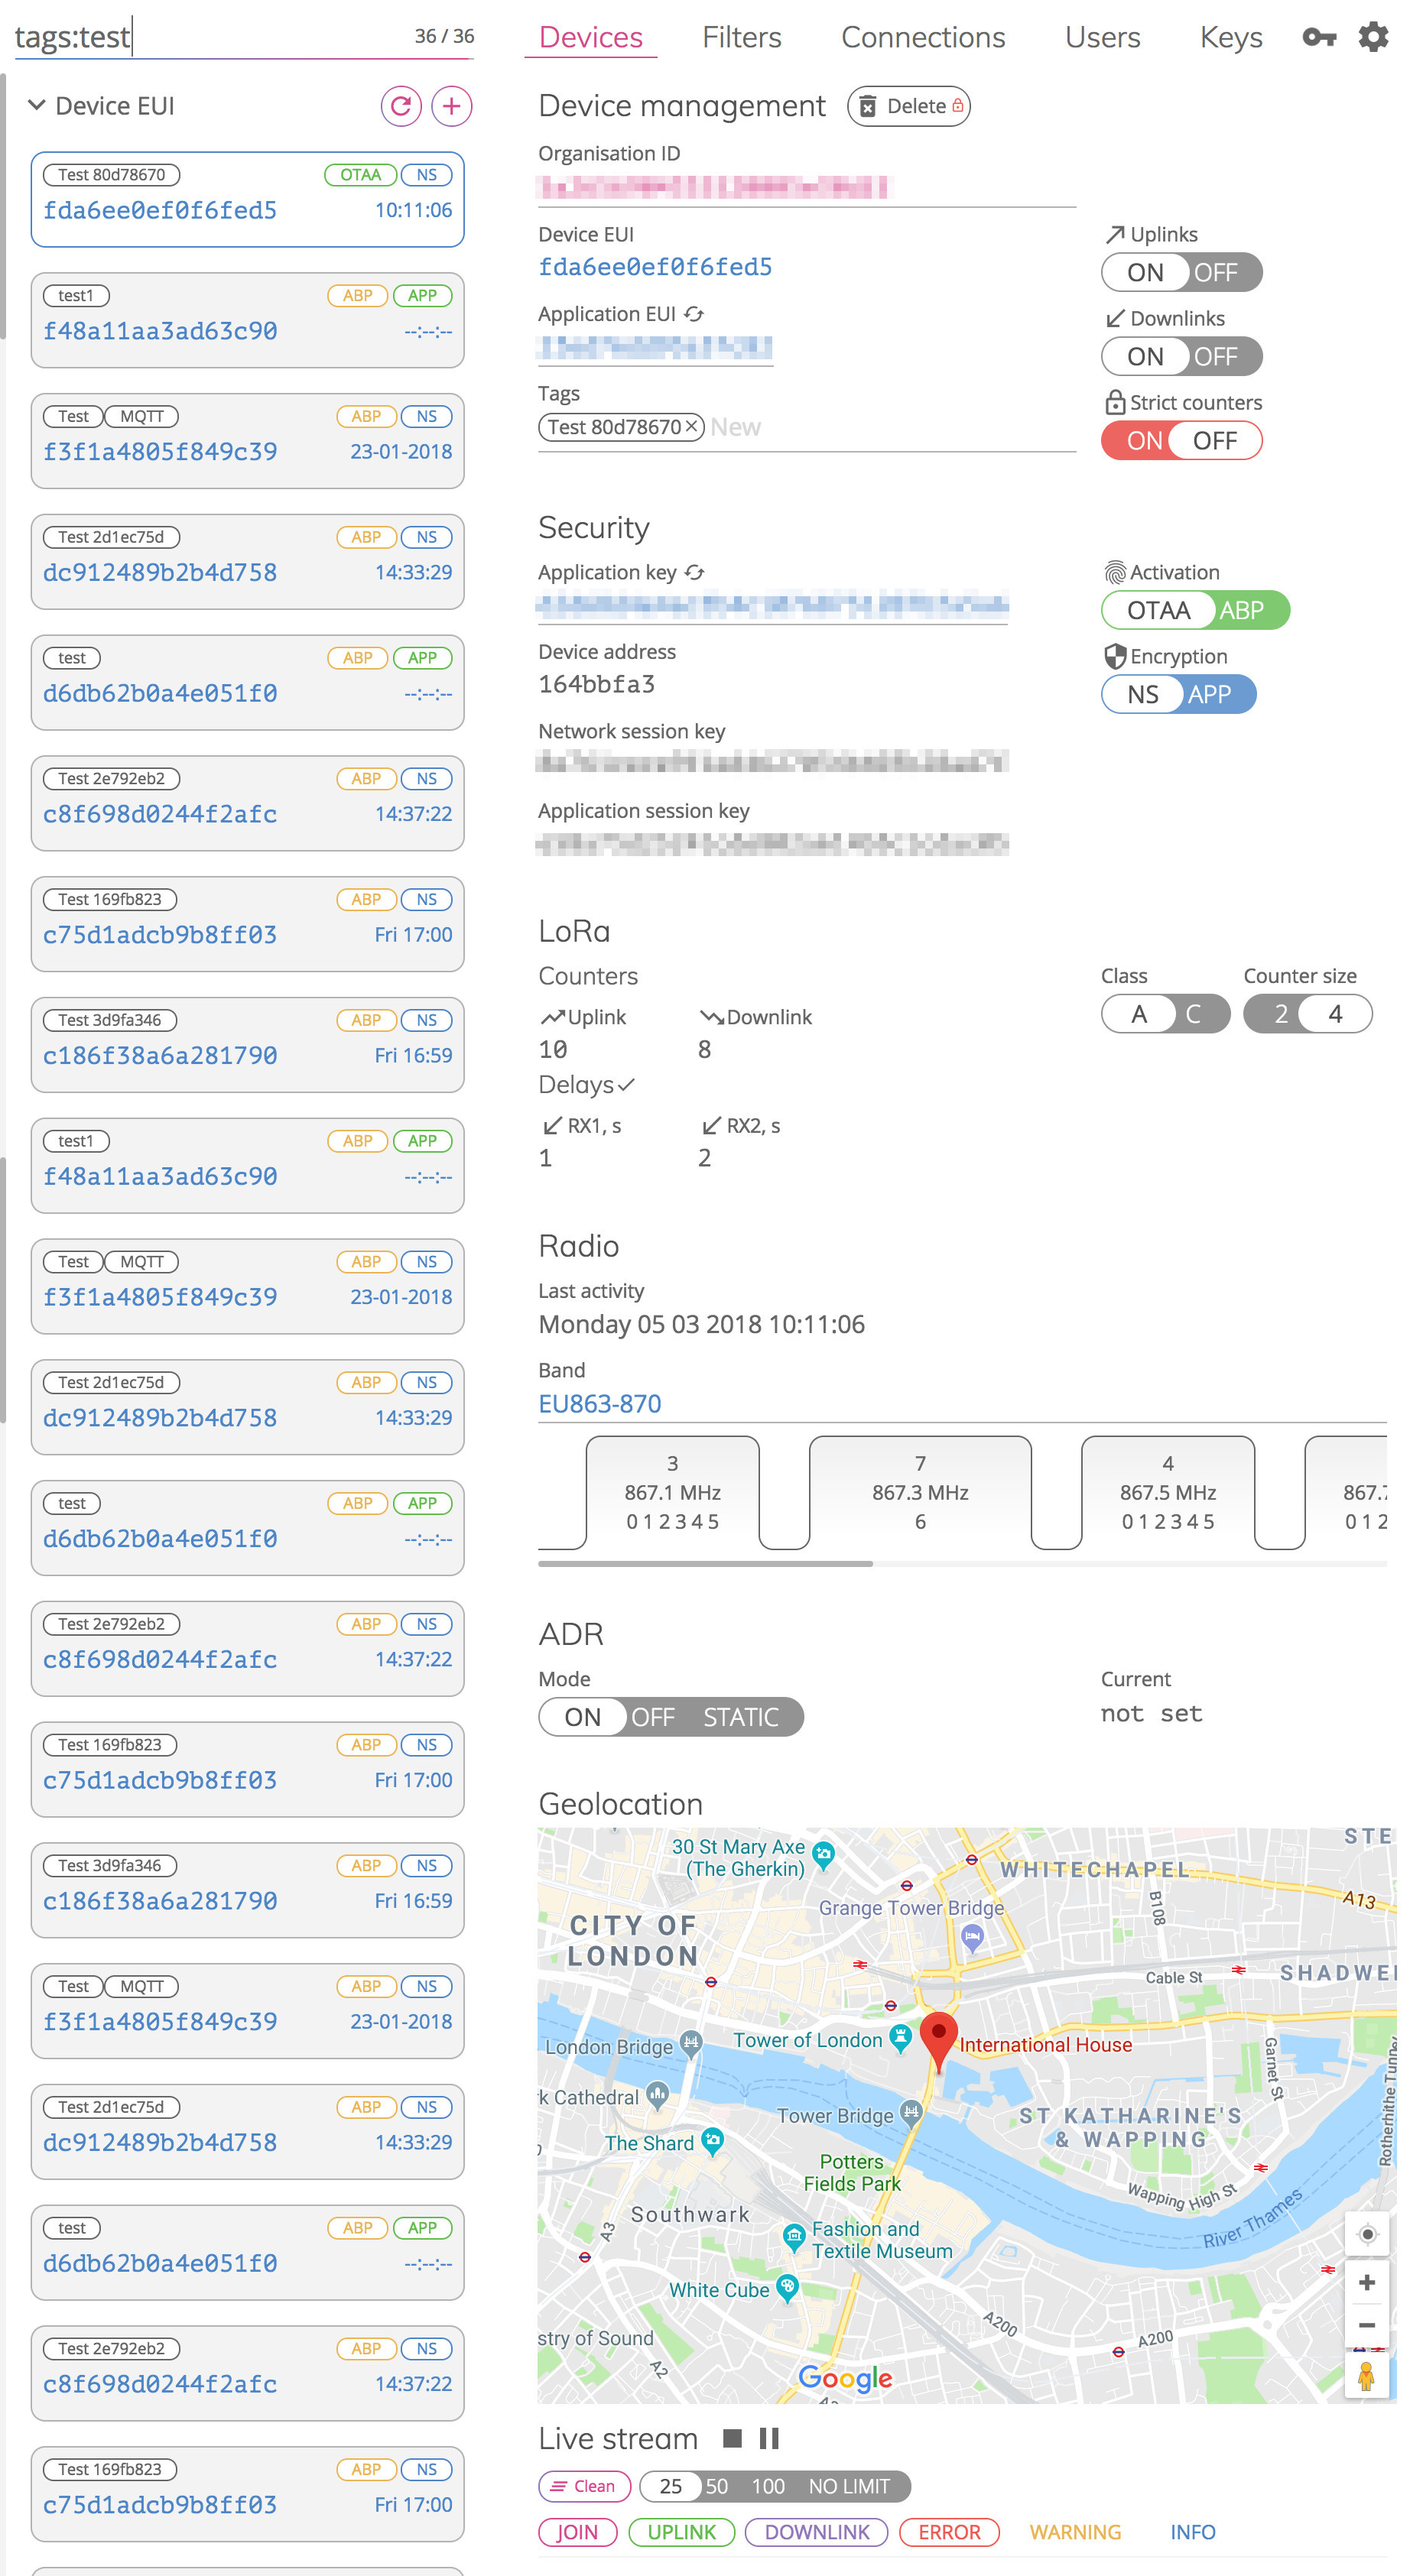 tags:test
36 / 36
Device EUI
Test 80d78670 OTAA NS
fda6ee0ef0f6fed5 10:11:06
test1 ABP APP
f48a11aa3ad63c90 --:--:--
Test MQTT ABP NS
f3f1a4805f849c39 23-01-2018
Test 2d1ec75d ABP NS
dc912489b2b4d758 14:33:29
test ABP APP
d6db62b0a4e051f0 --:--:--
Test 2e792eb2 ABP NS
c8f698d0244f2afc 14:37:22
Test 169fb823 ABP NS
c75d1adcb9b8ff03 Fri 17:00
Test 3d9fa346 ABP NS
c186f38a6a281790 Fri 16:59
test1 ABP APP
f48a11aa3ad63c90 --:--:--
Test MQTT ABP NS
f3f1a4805f849c39 23-01-2018
Test 2d1ec75d ABP NS
dc912489b2b4d758 14:33:29
test ABP APP
d6db62b0a4e051f0 --:--:--
Test 2e792eb2 ABP NS
c8f698d0244f2afc 14:37:22
Test 169fb823 ABP NS
c75d1adcb9b8ff03 Fri 17:00
Test 3d9fa346 ABP NS
c186f38a6a281790 Fri 16:59
Test MQTT ABP NS
f3f1a4805f849c39 23-01-2018
Test 2d1ec75d ABP NS
dc912489b2b4d758 14:33:29
test ABP APP
d6db62b0a4e051f0 --:--:--
Test 2e792eb2 ABP NS
c8f698d0244f2afc 14:37:22
Test 169fb823 ABP NS
c75d1adcb9b8ff03 Fri 17:00
Devices Filters Connections Users Keys
Device management Delete
Organisation ID
Device EUI
fda6ee0ef0f6fed5
Application EUI
Tags
Test 80d78670 × New
Uplinks
ON OFF
Downlinks
ON OFF
Strict counters
ON OFF
Security
Application key
Device address
164bbfa3
Network session key
Application session key
Activation
OTAA ABP
Encryption
NS APP
LoRa
Counters
Uplink Downlink
10 8
Delays
RX1, s RX2, s
1 2
Class Counter size
A C 2 4
Radio
Last activity
Monday 05 03 2018 10:11:06
Band
EU863-870
3 7 4
867.1 MHz 867.3 MHz 867.5 MHz 867.7
0 1 2 3 4 5 6 0 1 2 3 4 5 0 1 2
ADR
Mode
ON OFF STATIC
Current
not set
Geolocation
30 St Mary Axe
(The Gherkin)
WHITECHAPEL
STE
A13
B108
Grange Tower Bridge
CITY OF
LONDON
Cable St
SHADWE
London Bridge
Tower of London
International House
Garnet St
k Cathedral
Tower Bridge
ST KATHARINE'S
& WAPPING
Rotherhithe Tunne
The Shard
Potters
Fields Park
Wapping High St
River Thames
Southwark
A3
Fashion and
Textile Museum
White Cube
A200
A200
stry of Sound
A2
Google
Live stream
Clean 25 50 100 NO LIMIT
JOIN UPLINK DOWNLINK ERROR WARNING INFO